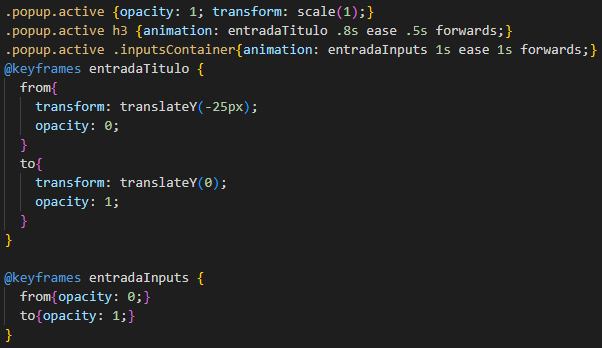 .popup.active {opacity: 1; transform: scale(1);}
.popup.active h3 {animation: entradaTitulo .8s ease .5s forwards;}
.popup.active .inputsContainer{animation: entradaInputs 1s ease 1s forwards;}
@keyframes entradaTitulo {
  from{
    transform: translateY(-25px);
    opacity: 0;
  }
  to{
    transform: translateY(0);
    opacity: 1;
  }
}

@keyframes entradaInputs {
  from{opacity: 0;}
  to{opacity: 1;}
}